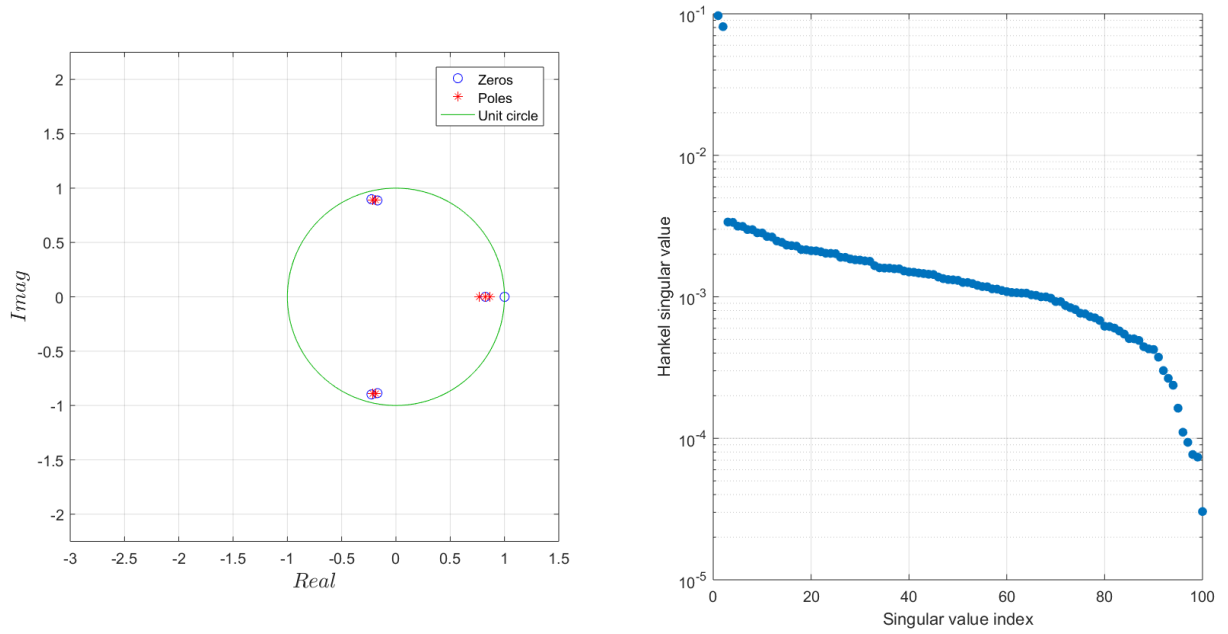 Zeros
Poles
Unit circle
2
1.5
1
0.5
0
-0.5
-1
-1.5
-2
-3 -2.5 -2 -1.5 -1 -0.5 0 0.5 1 1.5
Real
Imag
10-1
10-2
10-3
10-4
10-5
0 20 40 60 80 100
Singular value index
Hankel singular value